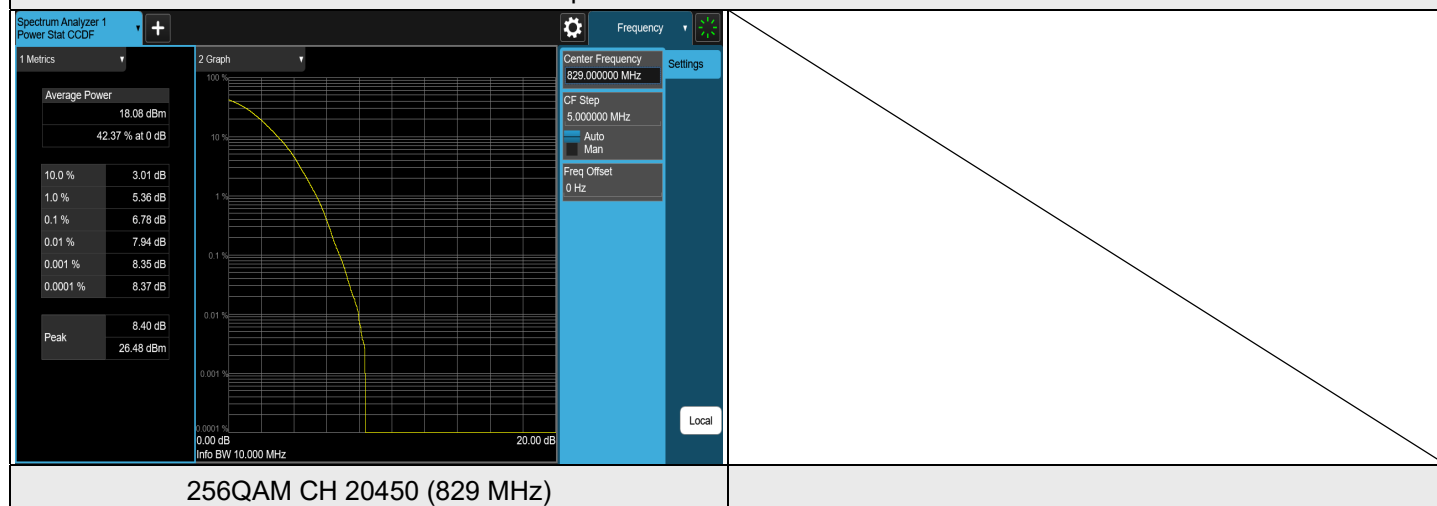 Spectrum Analyzer 1
Power Stat CCDF
+
Frequency
1 Metrics
2 Graph
Average Power
18.08 dBm
42.37 % at 0 dB
10.0 % 3.01 dB
1.0 % 5.36 dB
0.1 % 6.78 dB
0.01 % 7.94 dB
0.001 % 8.35 dB
0.0001 % 8.37 dB
Peak
8.40 dB
26.48 dBm
100 %
10 %
1 %
0.1 %
0.01 %
0.001 %
0.0001 %
0.00 dB 20.00 dB
Info BW 10.000 MHz
Center Frequency
829.000000 MHz
CF Step
5.000000 MHz
Auto
Man
Freq Offset
0 Hz
Settings
Local
256QAM CH 20450 (829 MHz)